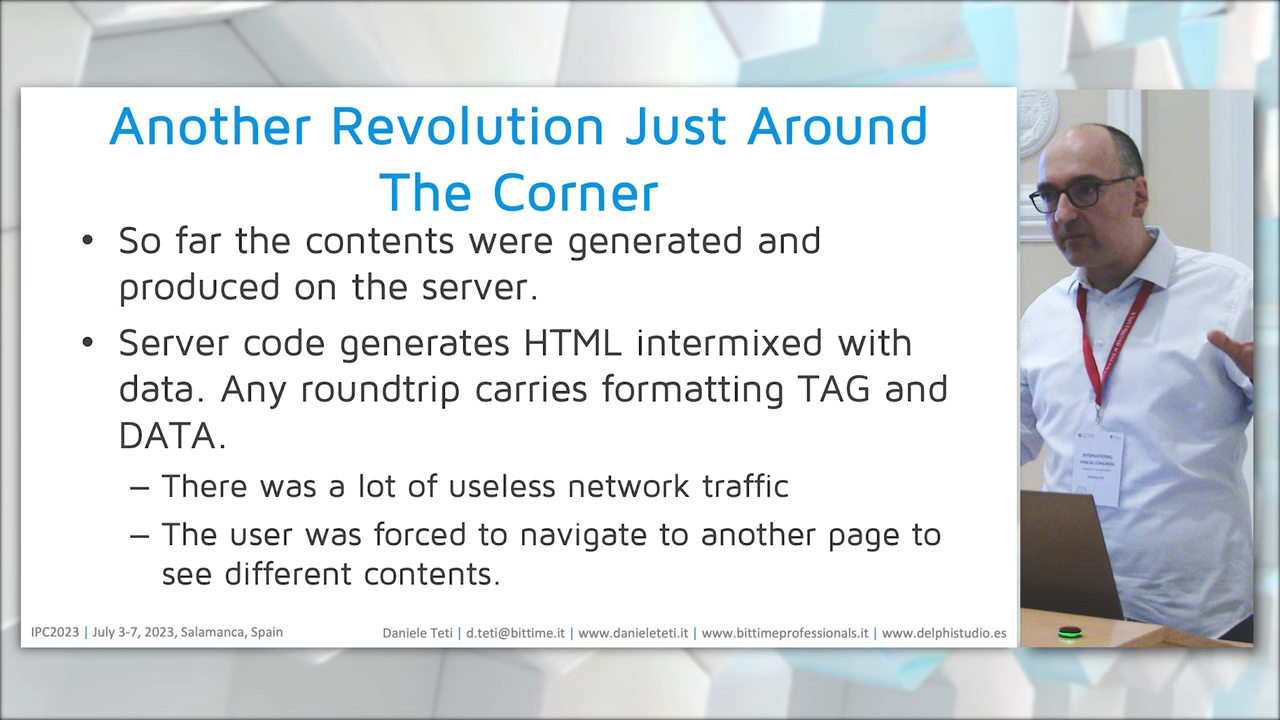 Another Revolution Just Around
The Corner
• So far the contents were generated and
produced on the server.
• Server code generates HTML intermixed with
data. Any roundtrip carries formatting TAG and
DATA.
– There was a lot of useless network traffic
– The user was forced to navigate to another page to
see different contents.
IPC2023 | July 3-7, 2023, Salamanca, Spain
Daniele Teti | d.teti@bittime.it | www.danieleteti.it | www.bittimeprofessionals.it | www.delphistudio.es
INTERNATIONAL
PASCAL CONGRESS